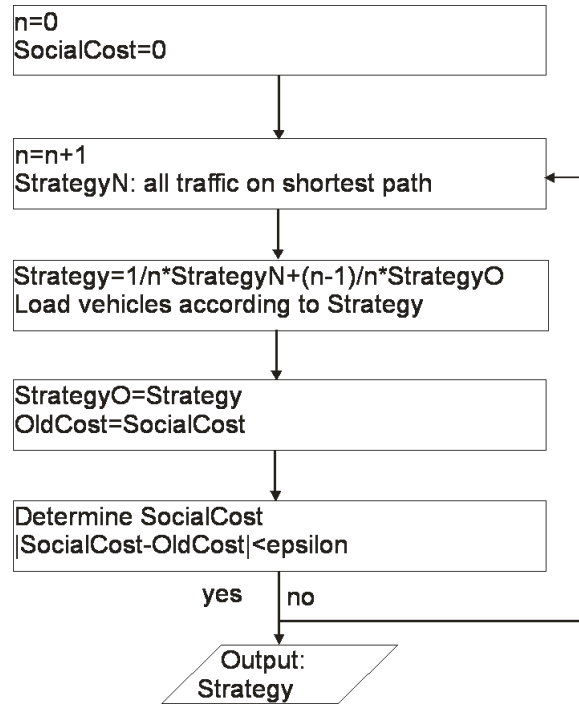 n=0
SocialCost=0
n=n+1
StrategyN: all traffic on shortest path
Strategy=1/n*StrategyN+(n-1)/n*StrategyO
Load vehicles according to Strategy
StrategyO=Strategy
OldCost=SocialCost
Determine SocialCost
|SocialCost-OldCost|<epsilon
yes no
Output:
Strategy